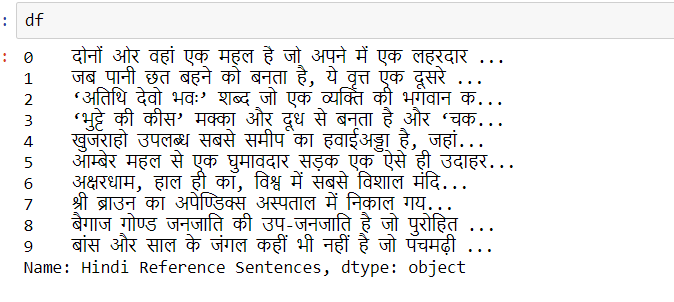 : df
: 0 दोनों ओर वहां एक महल है जो अपने में एक लहरदार ...
1 जब पानी छत बहने को बनता है, ये वृत्त एक दूसरे ...
2 ‘अतिथि देवो भवः’ शब्द जो एक व्यक्ति की भगवान क...
3 ‘भुट्टे की कीस’ मक्का और दूध से बनता है और ‘चक...
4 खुजराहो उपलब्ध सबसे समीप का हवाईअड्डा है, जहां...
5 आम्बेर महल से एक घुमावदार सड़क एक ऐसे ही उदाहर...
6 अक्षरधाम, हाल ही का, विश्व में सबसे विशाल मंदि...
7 श्री ब्राउन का अपेण्डिक्स अस्पताल में निकाल गय...
8 बैगाज गोण्ड जनजाति की उप-जनजाति है जो पुरोहित ...
9 बांस और साल के जंगल कहीं भी नहीं है जो पचमढ़ी ...
Name: Hindi Reference Sentences, dtype: object